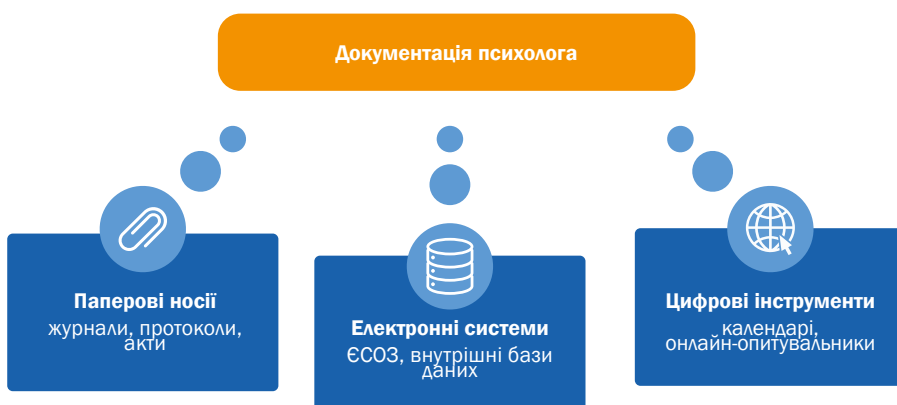 Документація психолога
Паперові носії
журнали, протоколи,
акти
Електронні системи
ЄСОЗ, внутрішні бази
даних
Цифрові інструменти
календарі,
онлайн-опитувальники